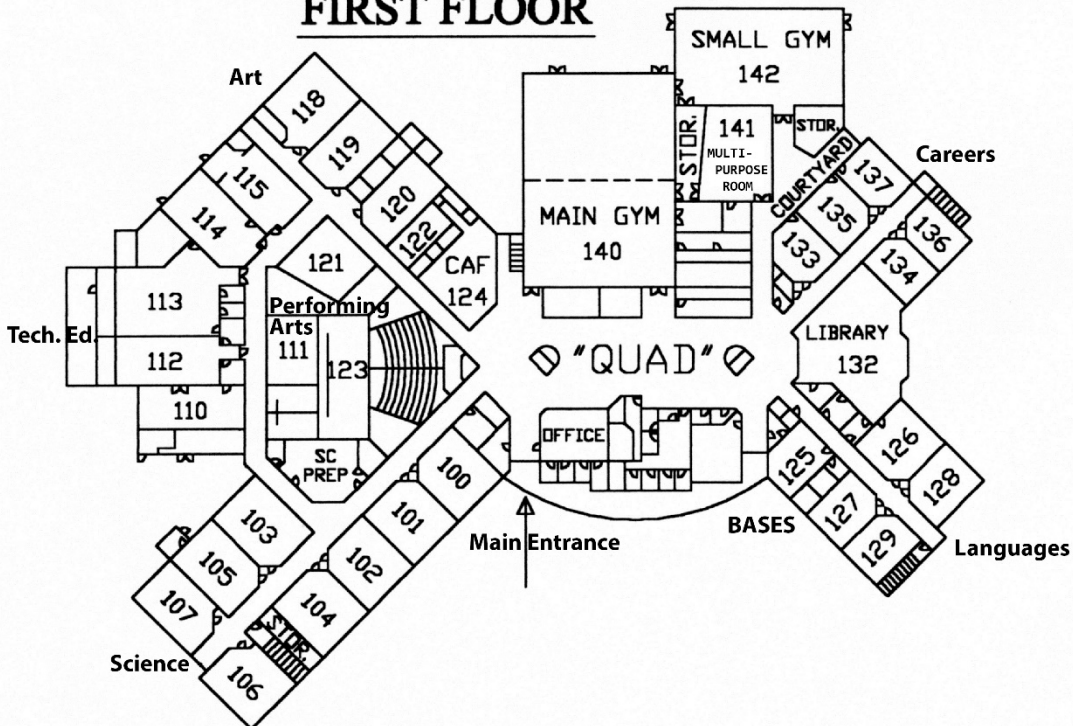 FIRST FLOOR
SMALL GYM
142
Art
118
119
STOR.
141
MULTI-
PURPOSE
ROOM
STOR.
COURTYARD
137
Careers
115
120
135
136
114
122
MAIN GYM
140
133
134
121
CAF
124
113
Performing
Arts
111
Tech. Ed.
112
123
"QUAD"
LIBRARY
132
110
OFFICE
SC
PREP
100
125
126
128
101
127
BASES
103
Main Entrance
129
Languages
105
102
107
104
STOR.
Science
106